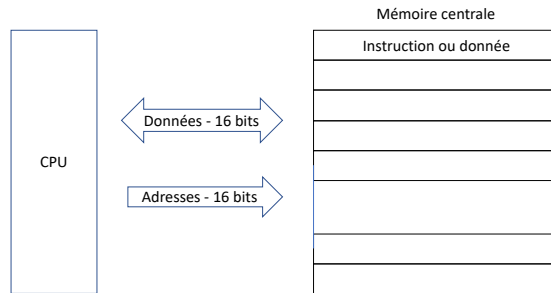 Mémoire centrale
Instruction ou donnée
Données - 16 bits
CPU
Adresses - 16 bits